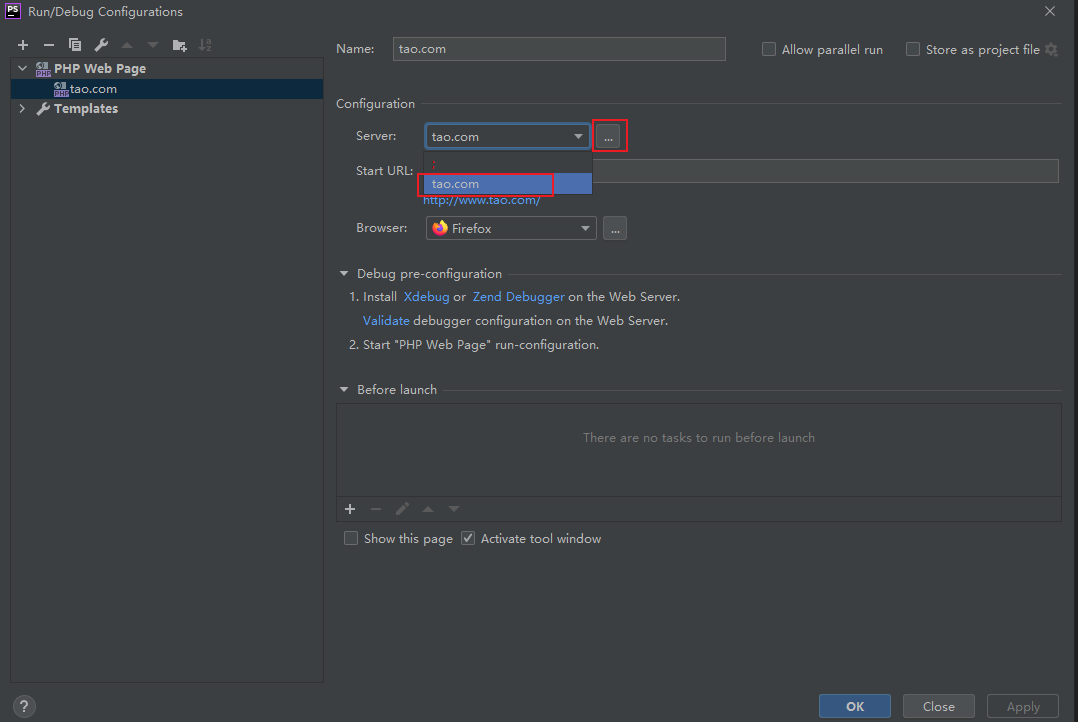 PS Run/Debug Configurations
Name: tao.com Allow parallel run Store as project file
PHP Web Page
tao.com
Templates
Configuration
Server: tao.com ...
Start URL:
tao.com
http://www.tao.com/
Browser: Firefox ...
Debug pre-configuration
1. Install Xdebug or Zend Debugger on the Web Server.
Validate debugger configuration on the Web Server.
2. Start "PHP Web Page" run-configuration.
Before launch
There are no tasks to run before launch
Show this page Activate tool window
? OK Close Apply